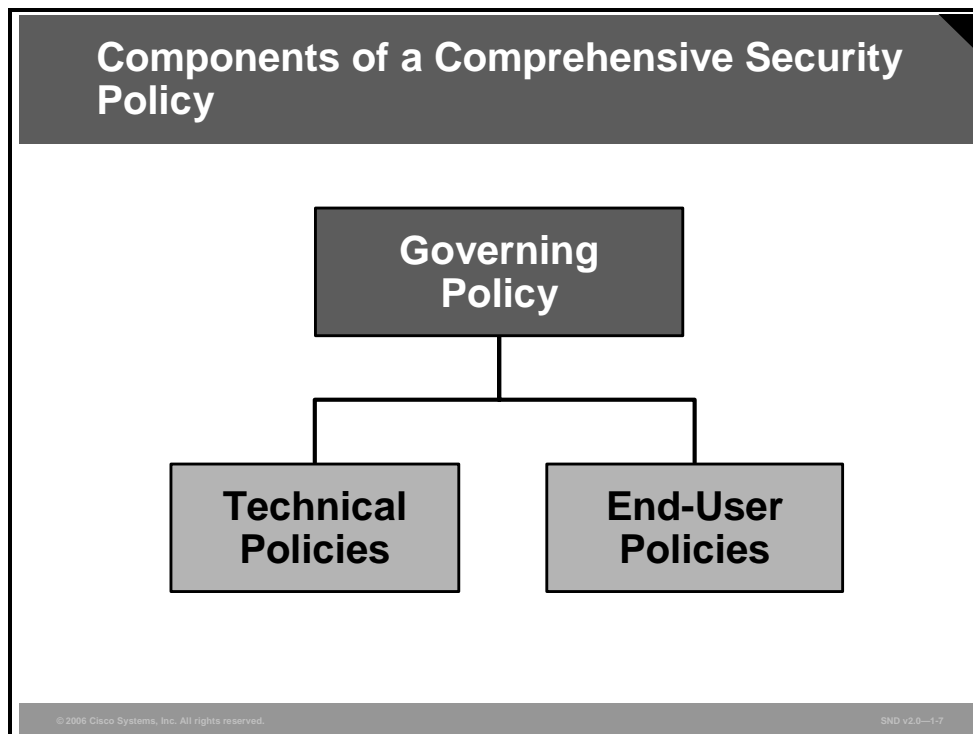 Components of a Comprehensive Security
Policy
Governing
Policy
Technical
Policies
End-User
Policies
© 2006 Cisco Systems, Inc. All rights reserved.
SND v2.0—1-7